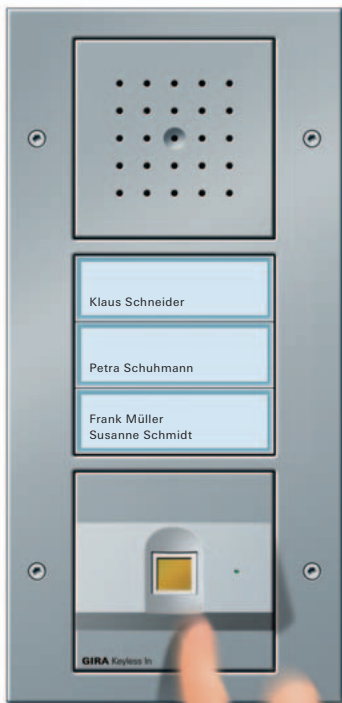 Klaus Schneider
Petra Schuhmann
Frank Müller
Susanne Schmidt
GIRA Keyless In